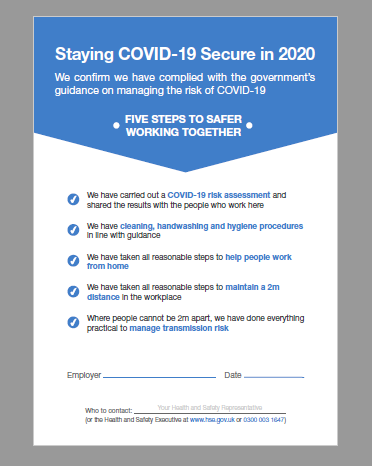 Staying COVID-19 Secure in 2020
We confirm we have complied with the government's
guidance on managing the risk of COVID-19
FIVE STEPS TO SAFER
WORKING TOGETHER
We have carried out a COVID-19 risk assessment and
shared the results with the people who work here
We have cleaning, handwashing and hygiene procedures
in line with guidance
We have taken all reasonable steps to help people work
from home
We have taken all reasonable steps to maintain a 2m
distance in the workplace
Where people cannot be 2m apart, we have done everything
practical to manage transmission risk
Employer Date
Who to contact: Your Health and Safety Representative
(or the Health and Safety Executive at www.hse.gov.uk or 0300 003 1647)